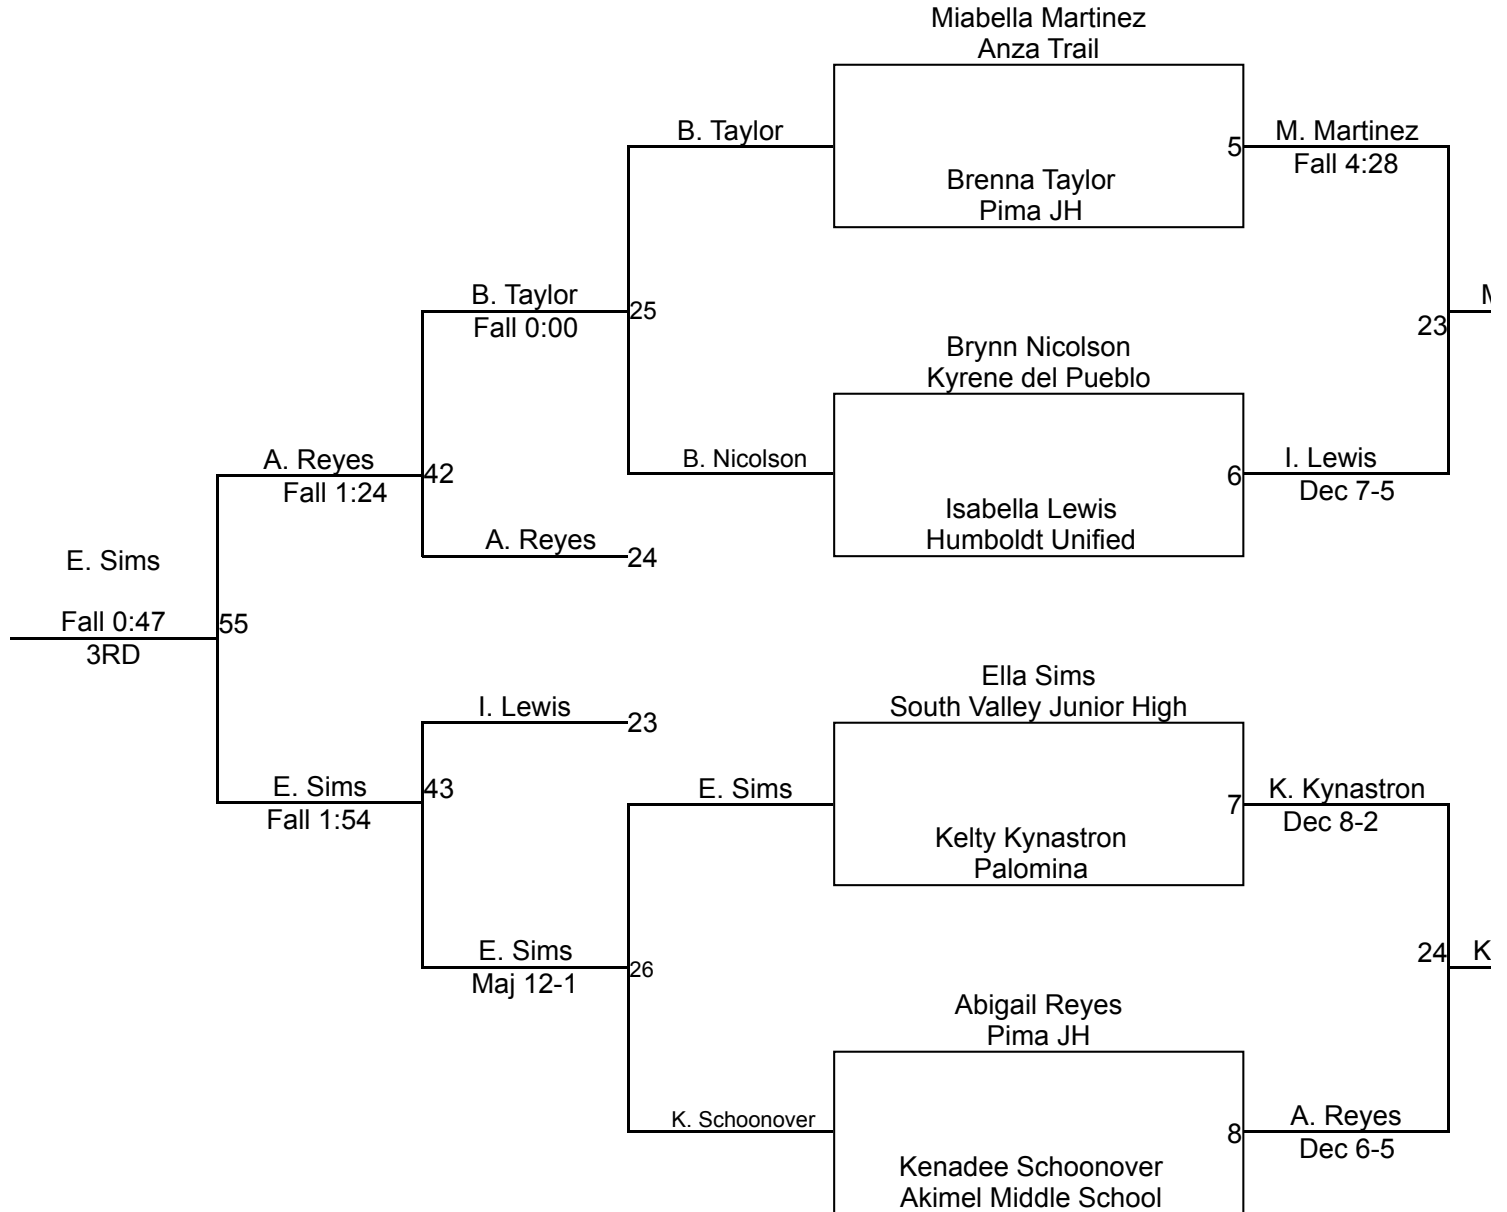 Miabella Martinez
Anza Trail
B. Taylor
5
M. Martinez
Fall 4:28
Brenna Taylor
Pima JH
B. Taylor
Fall 0:00
25
M
23
Brynn Nicolson
Kyrene del Pueblo
A. Reyes
Fall 1:24
42
B. Nicolson
6
I. Lewis
Dec 7-5
Isabella Lewis
Humboldt Unified
A. Reyes
24
E. Sims
Fall 0:47
3RD
55
Ella Sims
South Valley Junior High
I. Lewis
23
E. Sims
Fall 1:54
43
E. Sims
7
K. Kynastron
Dec 8-2
Kelty Kynastron
Palomina
E. Sims
Maj 12-1
26
24
K
Abigail Reyes
Pima JH
K. Schoonover
8
A. Reyes
Dec 6-5
Kenadee Schoonover
Akimel Middle School